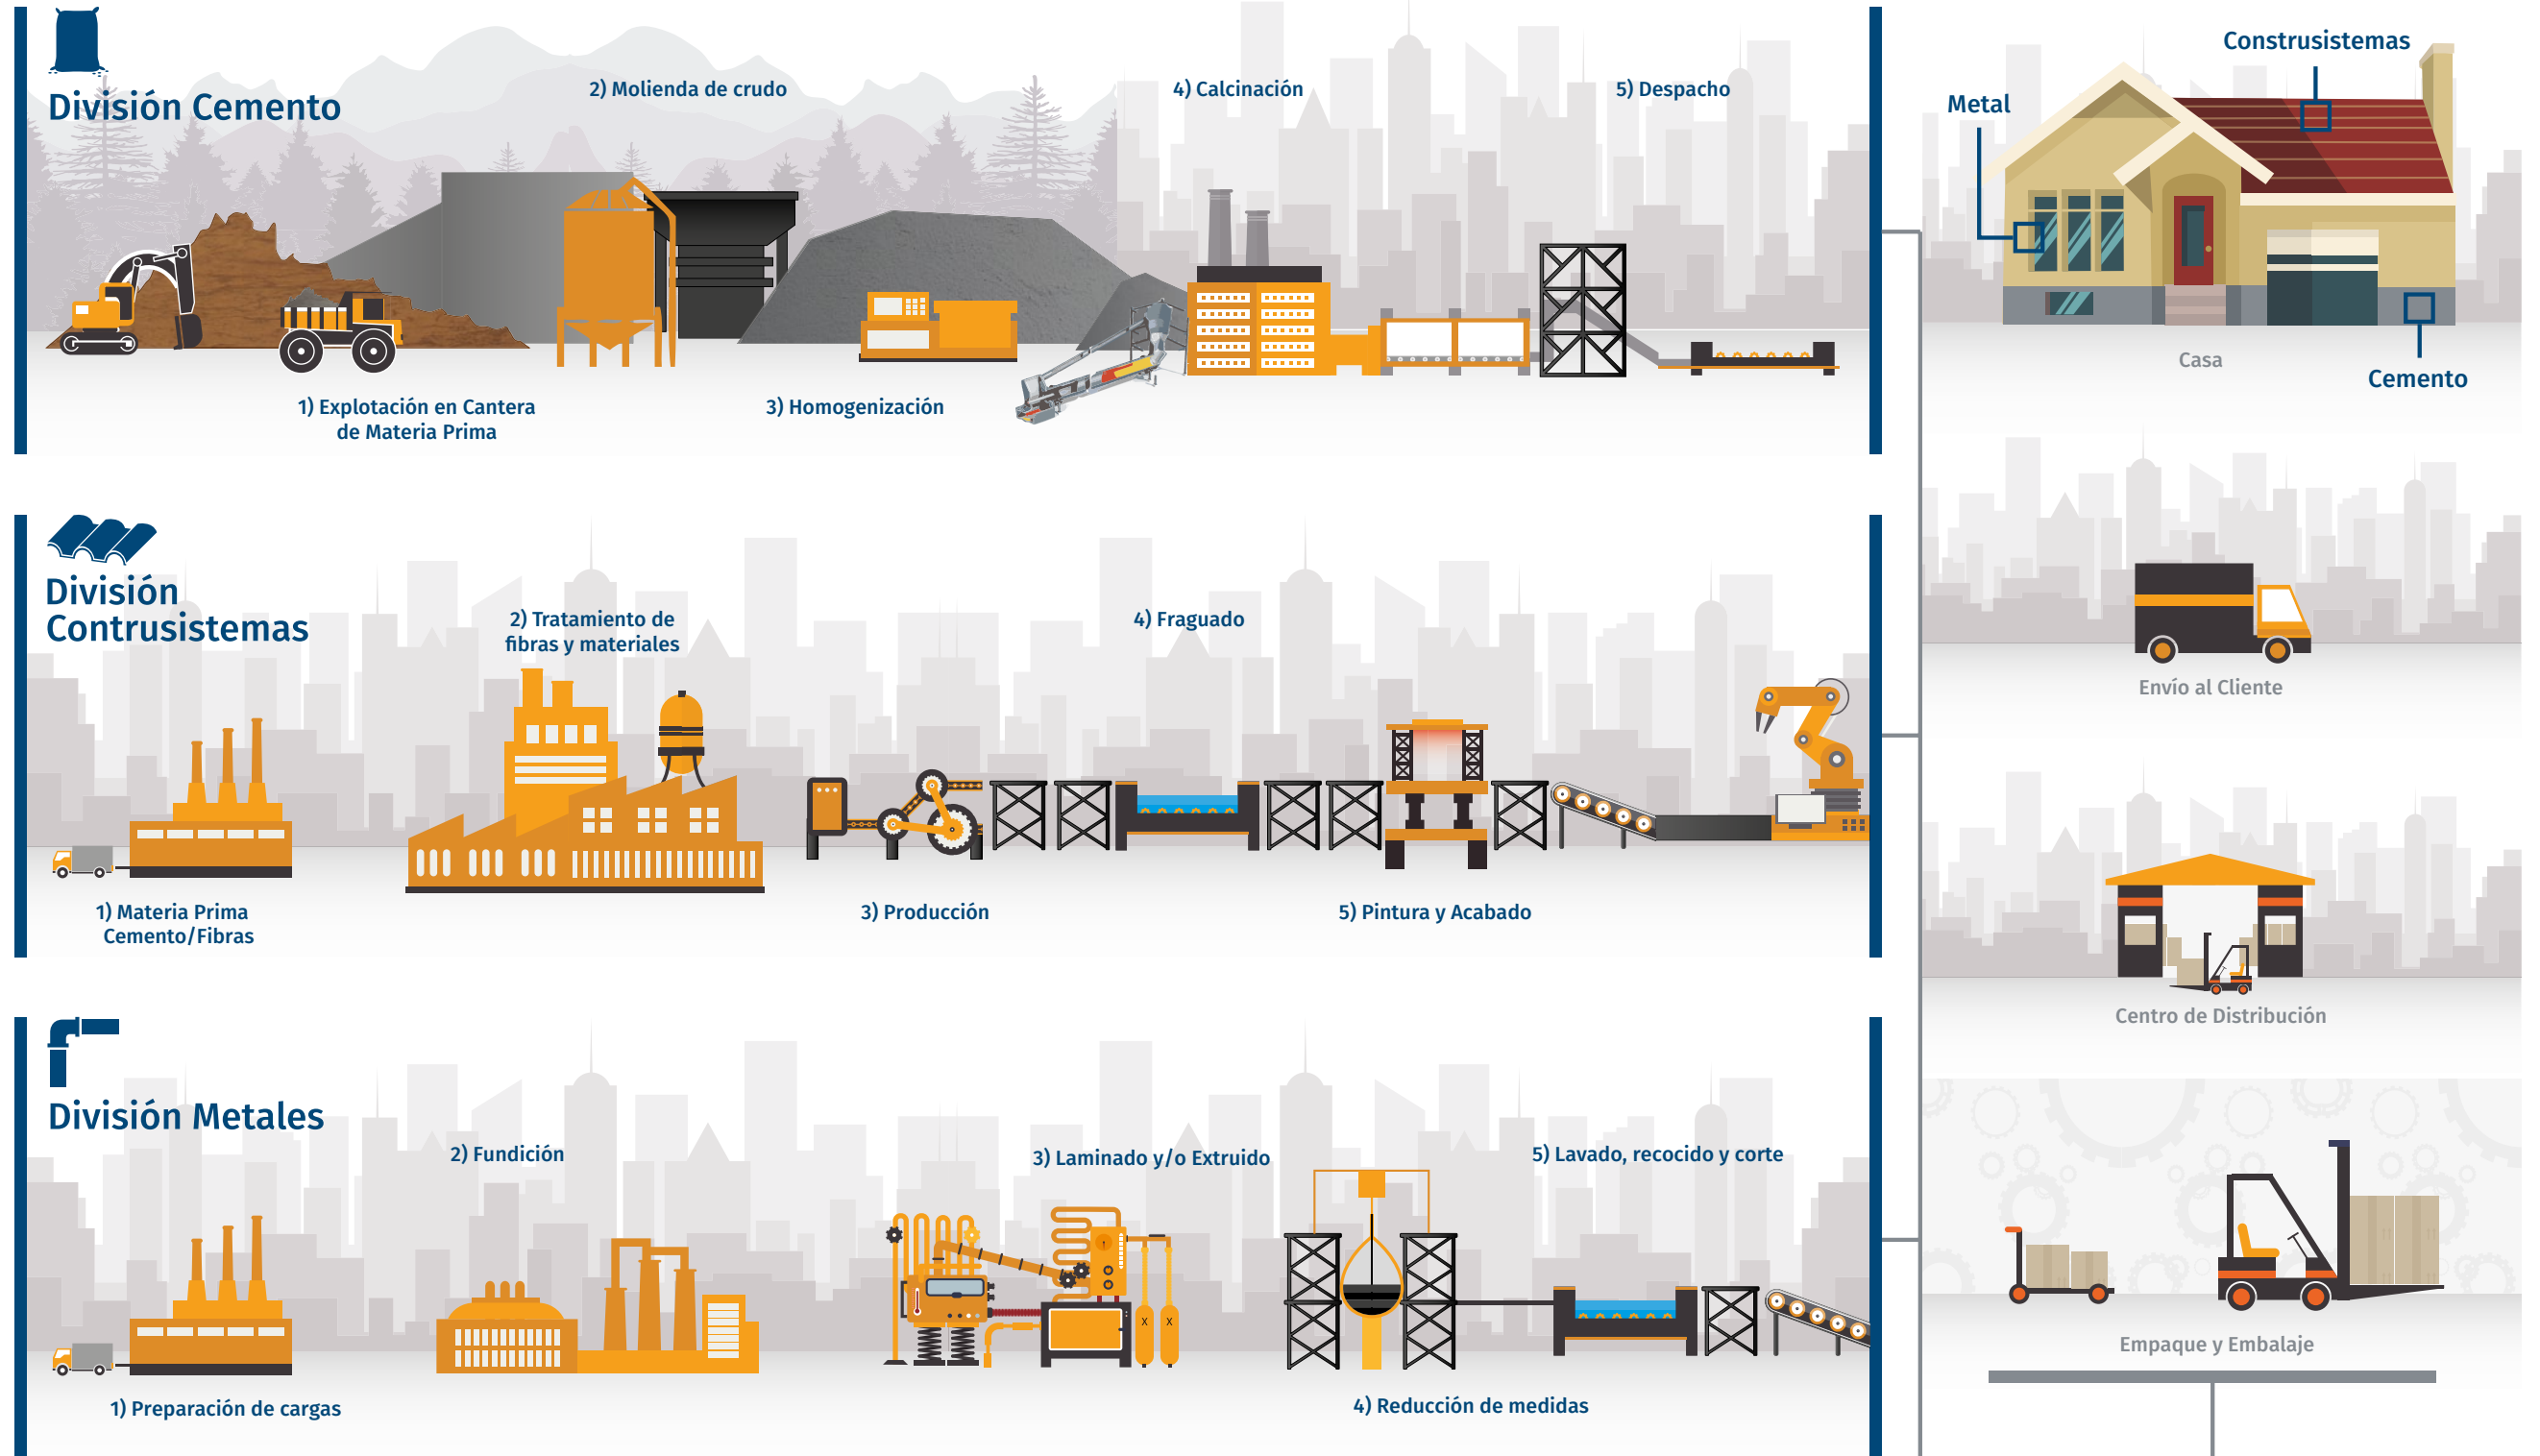 División Cemento
2) Molienda de crudo
4) Calcinación
5) Despacho
1) Explotación en Cantera
de Materia Prima
3) Homogenización
División
Contrusistemas
2) Tratamiento de
fibras y materiales
4) Fraguado
1) Materia Prima
Cemento/Fibras
3) Producción
5) Pintura y Acabado
División Metales
2) Fundición
3) Laminado y/o Extruido
5) Lavado, recocido y corte
X X
1) Preparación de cargas
4) Reducción de medidas
Construsistemas
Metal
Casa
Cemento
Envío al Cliente
Centro de Distribución
Empaque y Embalaje